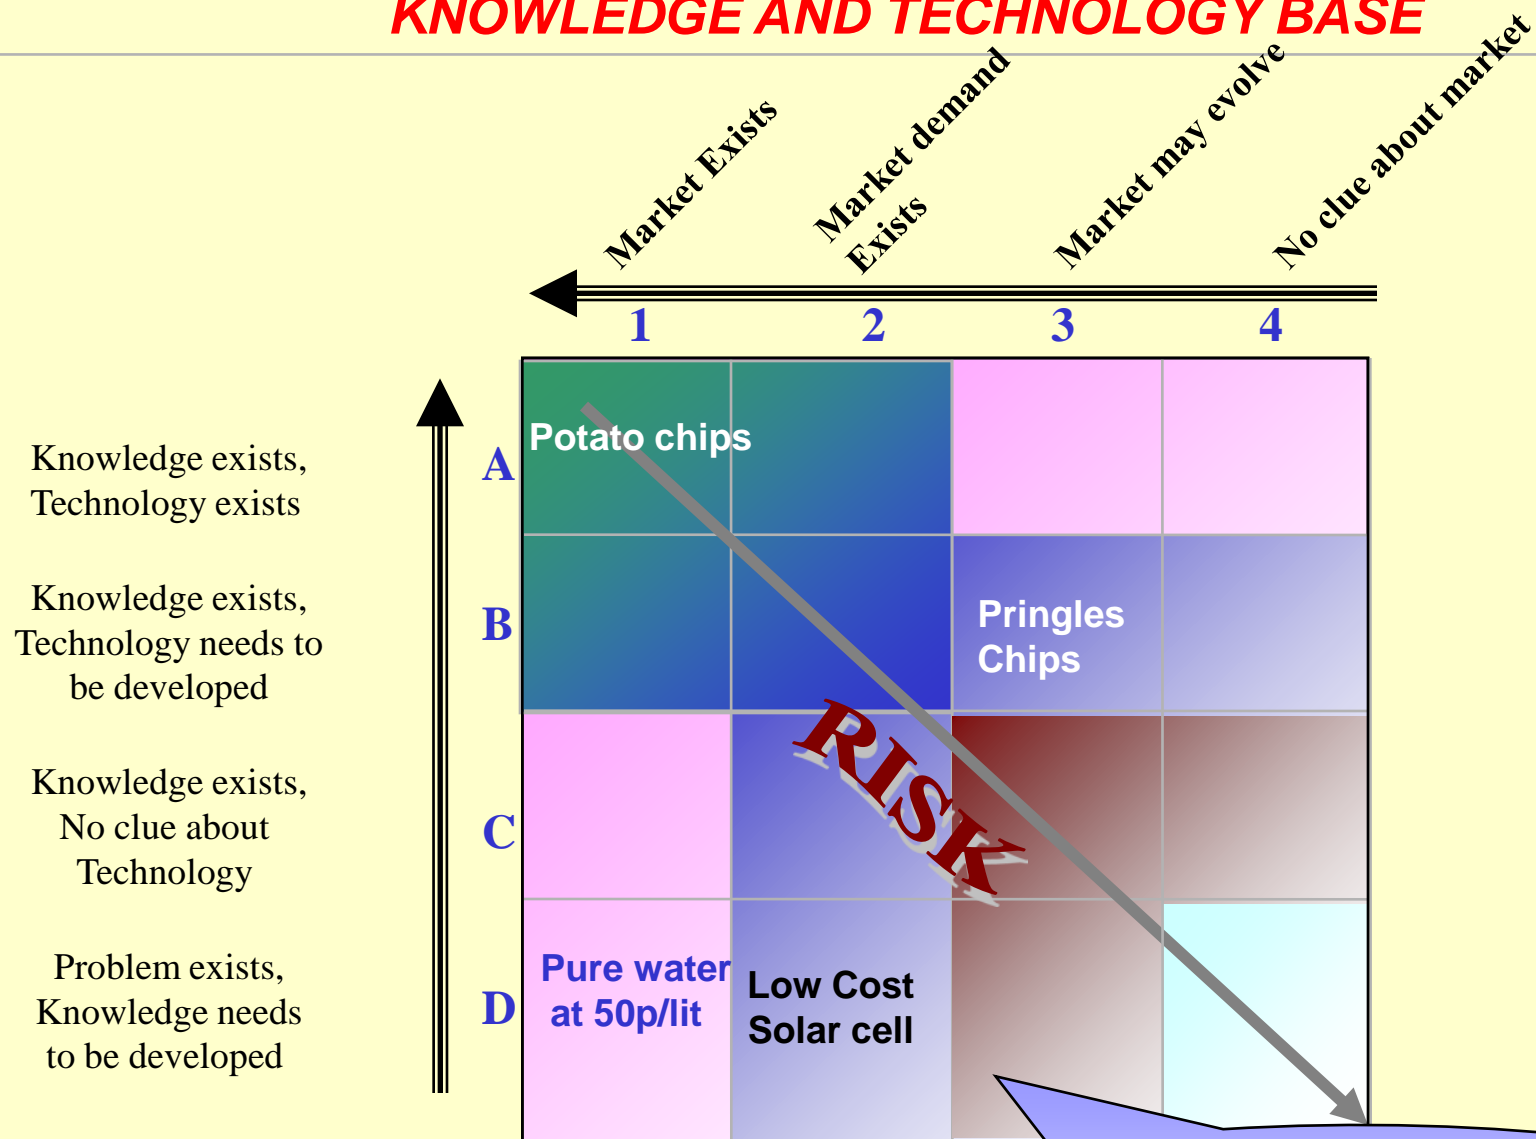 KNOWLEDGE AND TECHNOLOGY BASE
Market Exists
Market demand
Exists
Market may evolve
No clue about market
1
2
3
4
Knowledge exists,
Technology exists
A
Potato chips
Knowledge exists,
Technology needs to
be developed
B
Pringles
Chips
RISK
Knowledge exists,
No clue about
Technology
C
Problem exists,
Knowledge needs
to be developed
D
Pure water
at 50p/lit
Low Cost
Solar cell